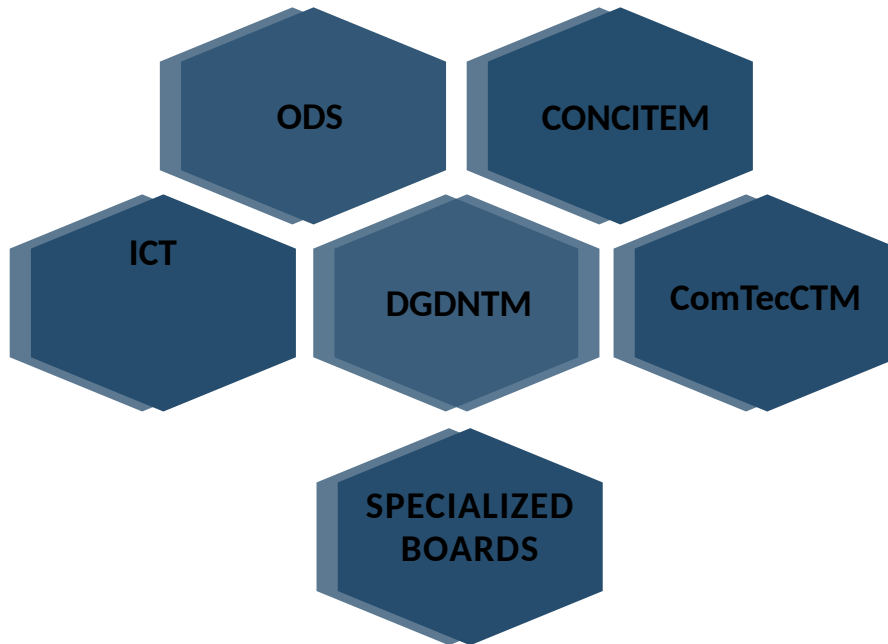 ODS
CONCITEM
ICT
DGDNTM
ComTecCTM
SPECIALIZED
BOARDS